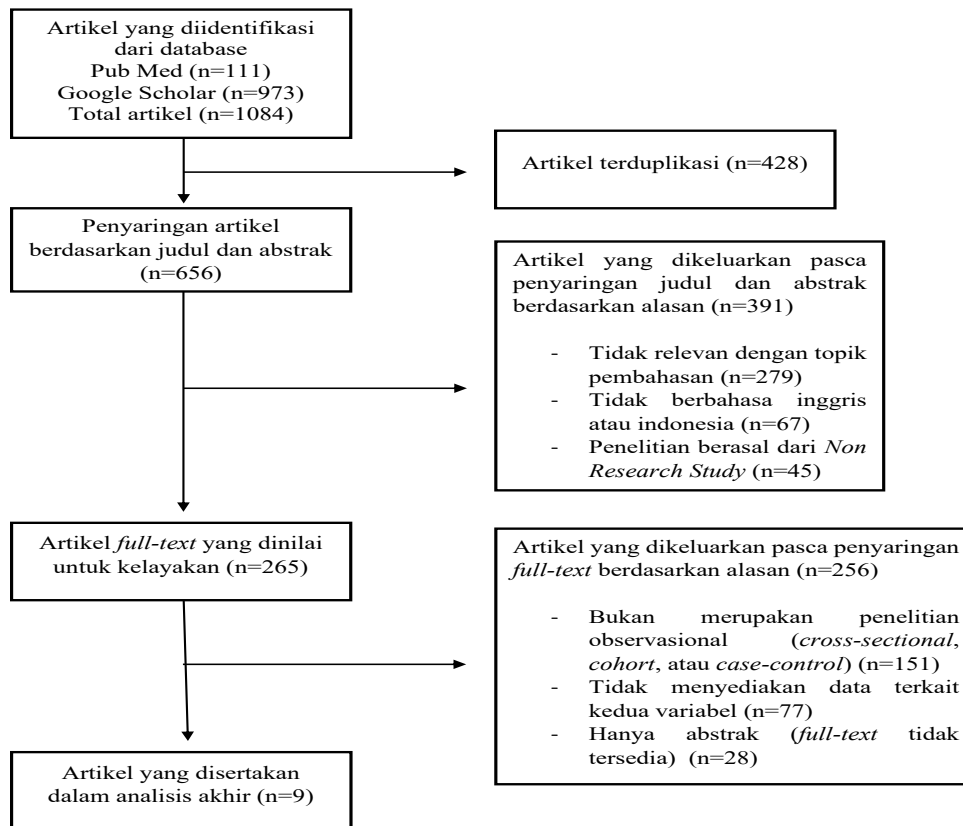 Artikel yang diidentifikasi
dari database
Pub Med (n=111)
Google Scholar (n=973)
Total artikel (n=1084)
Artikel terduplikasi (n=428)
Penyaringan artikel
berdasarkan judul dan abstrak
(n=656)
Artikel yang dikeluarkan pasca
penyaringan judul dan abstrak
berdasarkan alasan (n=391)
- Tidak relevan dengan topik
pembahasan (n=279)
- Tidak berbahasa inggris
atau indonesia (n=67)
- Penelitian berasal dari Non
Research Study (n=45)
Artikel full-text yang dinilai
untuk kelayakan (n=265)
Artikel yang dikeluarkan pasca penyaringan
full-text berdasarkan alasan (n=256)
- Bukan merupakan penelitian
observasional (cross-sectional,
cohort, atau case-control) (n=151)
- Tidak menyediakan data terkait
kedua variabel (n=77)
- Hanya abstrak (full-text tidak
tersedia) (n=28)
Artikel yang disertakan
dalam analisis akhir (n=9)